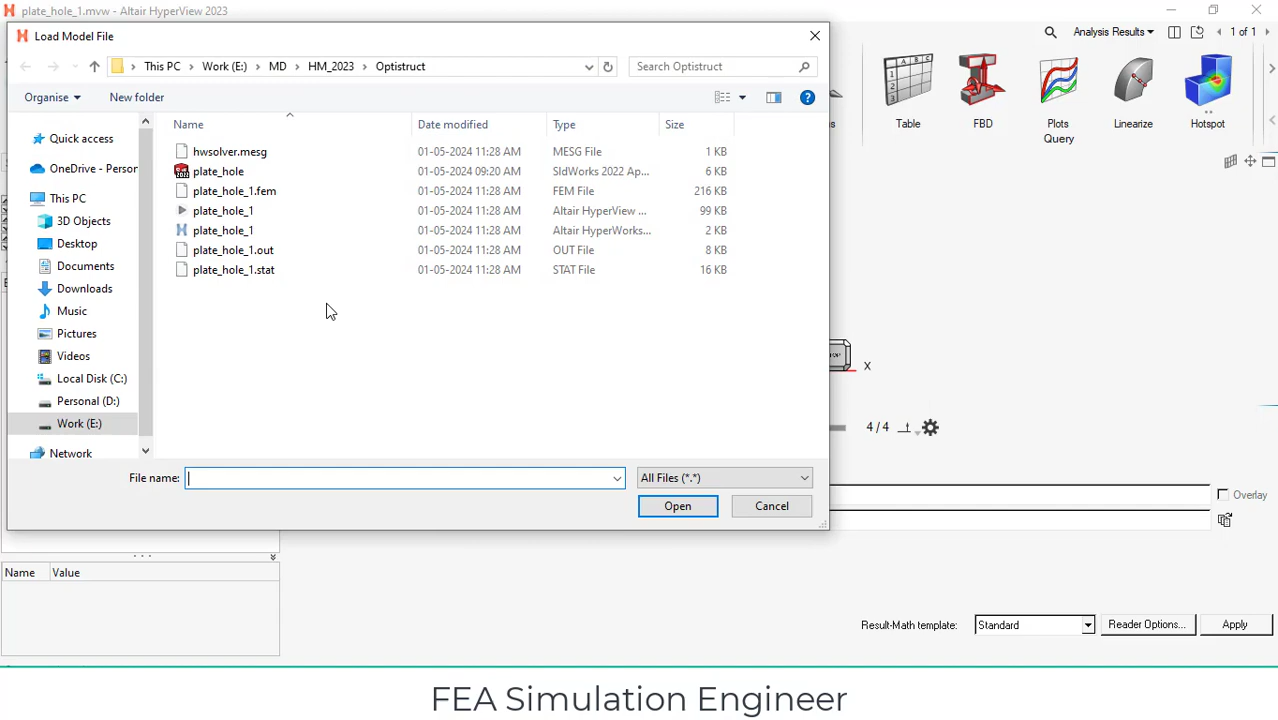 plate_hole_1.mvw - Altair HyperView 2023
Load Model File
Analysis Results
1 of 1
This PC
Work (E:)
MD
HM_2023
Optistruct
Search Optistruct
Organise
New folder
Table
FBD
Plots
Query
Linearize
Hotspot
Name
Date modified
Type
Size
Quick access
OneDrive - Person
This PC
3D Objects
Desktop
Documents
Downloads
Music
Pictures
Videos
Local Disk (C:)
Personal (D:)
Work (E:)
Network
hwsolver.mesg 01-05-2024 11:28 AM MESG File 1 KB
plate_hole 01-05-2024 09:20 AM SldWorks 2022 Ap... 6 KB
plate_hole_1.fem 01-05-2024 11:28 AM FEM File 216 KB
plate_hole_1 01-05-2024 11:28 AM Altair HyperView ... 99 KB
plate_hole_1 01-05-2024 11:28 AM Altair HyperWorks... 2 KB
plate_hole_1.out 01-05-2024 11:28 AM OUT File 8 KB
plate_hole_1.stat 01-05-2024 11:28 AM STAT File 16 KB
X
4 / 4
File name:
All Files (*.*)
Open
Cancel
Overlay
Name
Value
Result-Math template:
Standard
Reader Options...
Apply
FEA Simulation Engineer